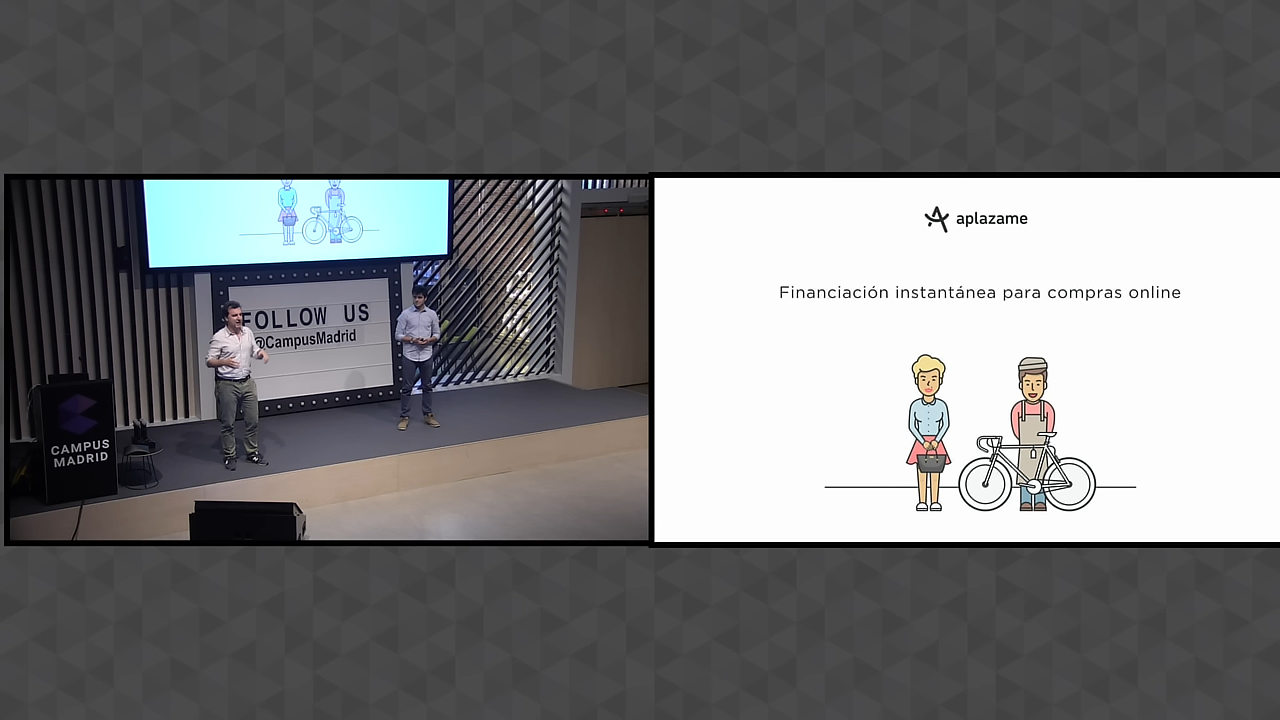 FOLLOW US
@CampusMadrid
CAMPUS
MADRID
aplazame
Financiación instantánea para compras online